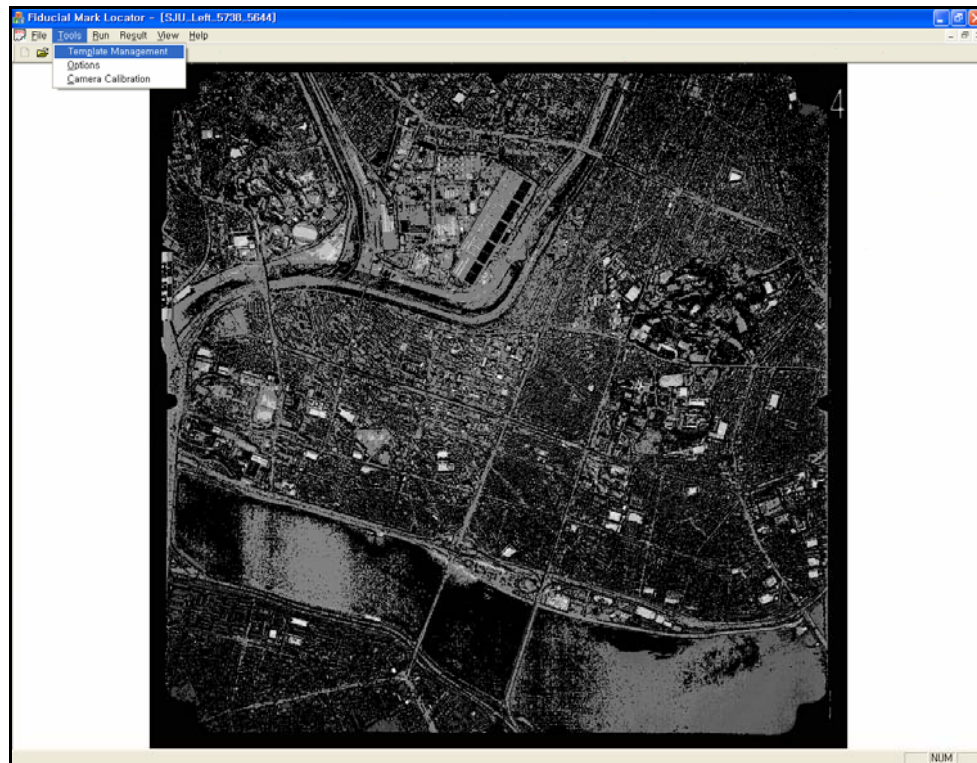 Fiducial Mark Locator - [SJU_Left_5738_5644]
File Tools Run Result View Help
Template Management
Options
Camera Calibration
4
NUM